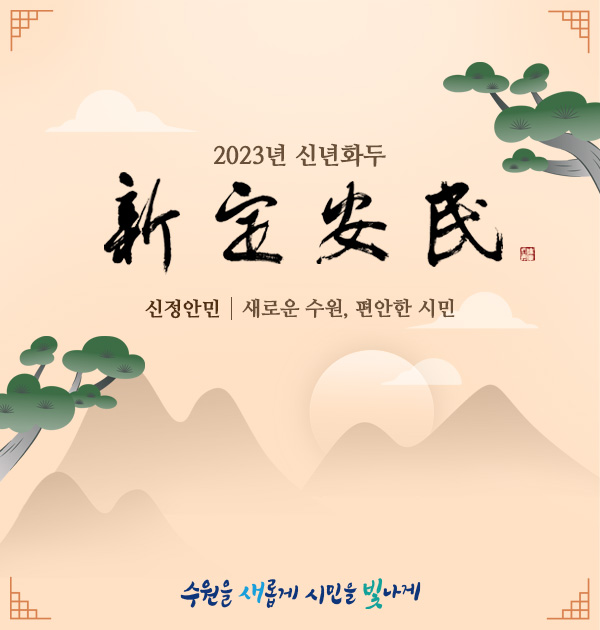 2023년 신년화두
新定安民
신정안민 | 새로운 수원, 편안한 시민
수원을 새롭게 시민을 빛나게